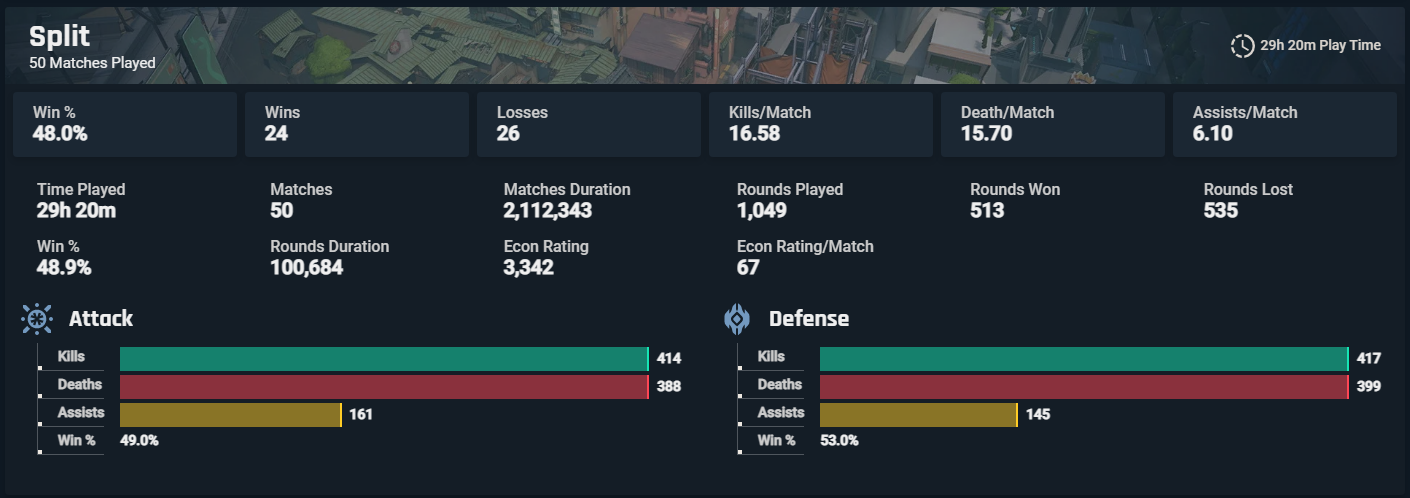 Split
50 Matches Played
29h 20m Play Time
Win % Wins Losses Kills/Match Death/Match Assists/Match
48.0% 24 26 16.58 15.70 6.10
Time Played Matches Matches Duration Rounds Played Rounds Won Rounds Lost
29h 20m 50 2,112,343 1,049 513 535
Win % Rounds Duration Econ Rating Econ Rating/Match
48.9% 100,684 3,342 67
Attack
Kills 414
Deaths 388
Assists 161
Win % 49.0%
Defense
Kills 417
Deaths 399
Assists 145
Win % 53.0%